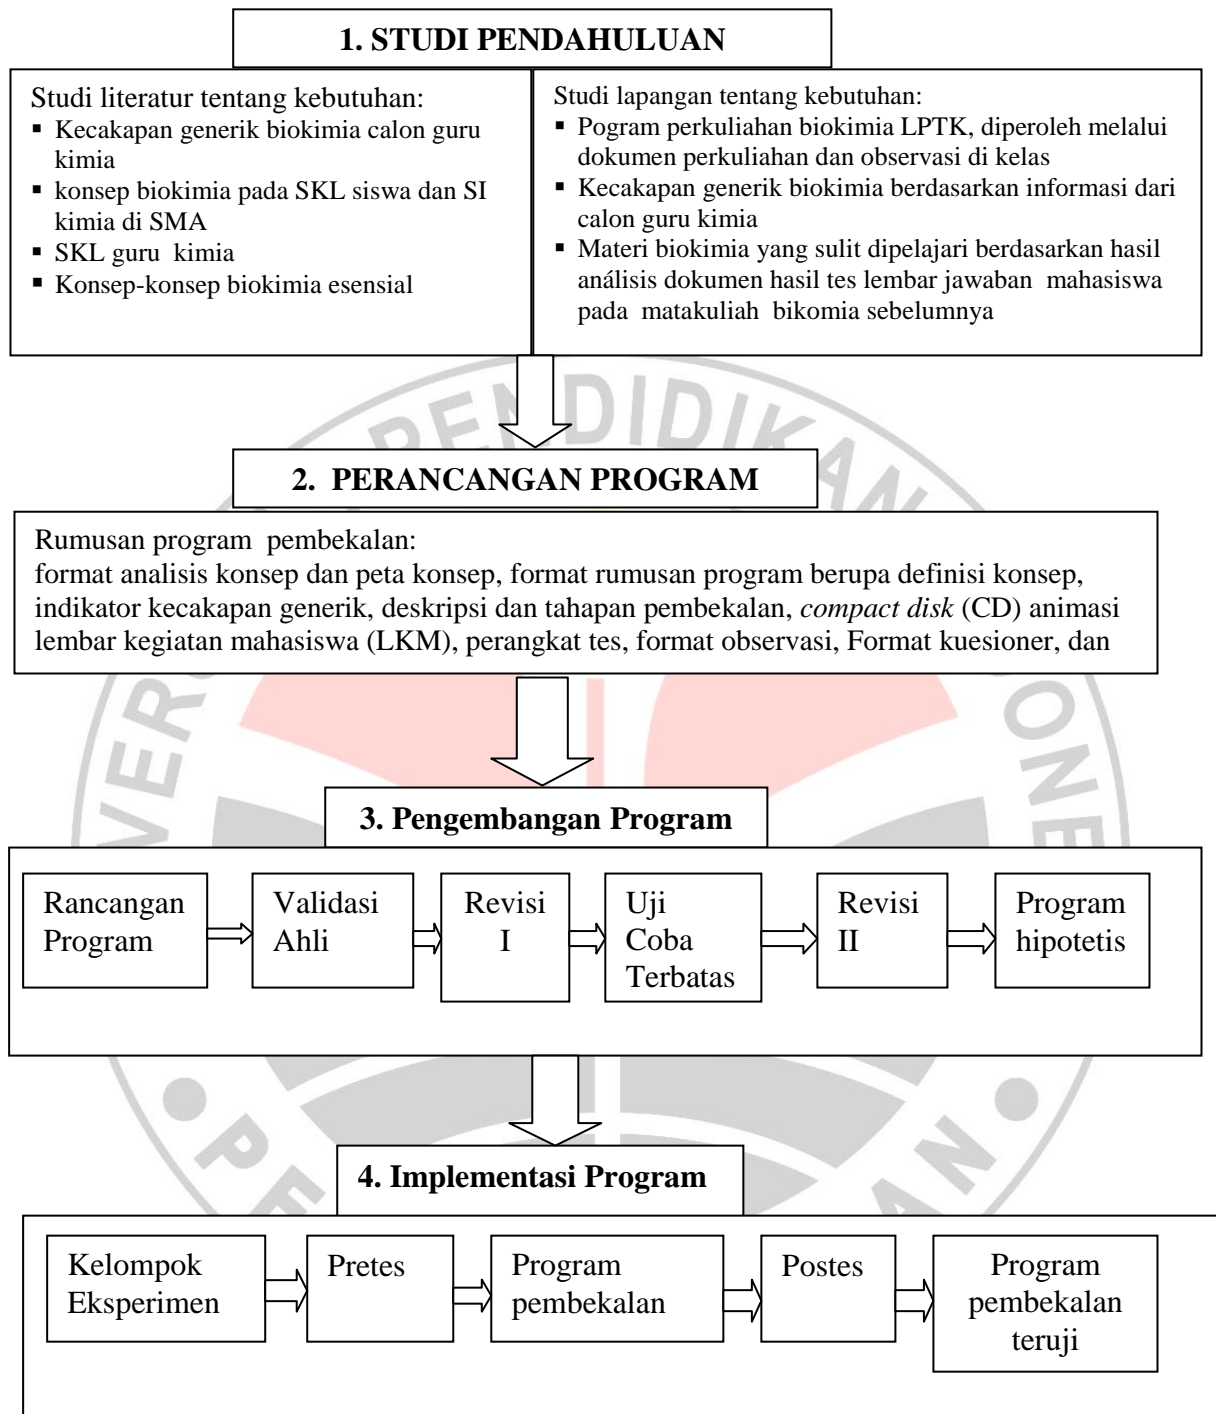 1. STUDI PENDAHULUAN
Studi literatur tentang kebutuhan:
▪ Kecakapan generik biokimia calon guru
kimia
▪ konsep biokimia pada SKL siswa dan SI
kimia di SMA
▪ SKL guru kimia
▪ Konsep-konsep biokimia esensial
Studi lapangan tentang kebutuhan:
▪ Pogram perkuliahan biokimia LPTK, diperoleh melalui
dokumen perkuliahan dan observasi di kelas
▪ Kecakapan generik biokimia berdasarkan informasi dari
calon guru kimia
▪ Materi biokimia yang sulit dipelajari berdasarkan hasil
análisis dokumen hasil tes lembar jawaban mahasiswa
pada matakuliah bikomia sebelumnya
2. PERANCANGAN PROGRAM
Rumusan program pembekalan:
format analisis konsep dan peta konsep, format rumusan program berupa definisi konsep,
indikator kecakapan generik, deskripsi dan tahapan pembekalan, compact disk (CD) animasi
lembar kegiatan mahasiswa (LKM), perangkat tes, format observasi, Format kuesioner, dan
3. Pengembangan Program
Rancangan
Program
Validasi
Ahli
Revisi
I
Uji
Coba
Terbatas
Revisi
II
Program
hipotetis
4. Implementasi Program
Kelompok
Eksperimen
Pretes
Program
pembekalan
Postes
Program
pembekalan
teruji